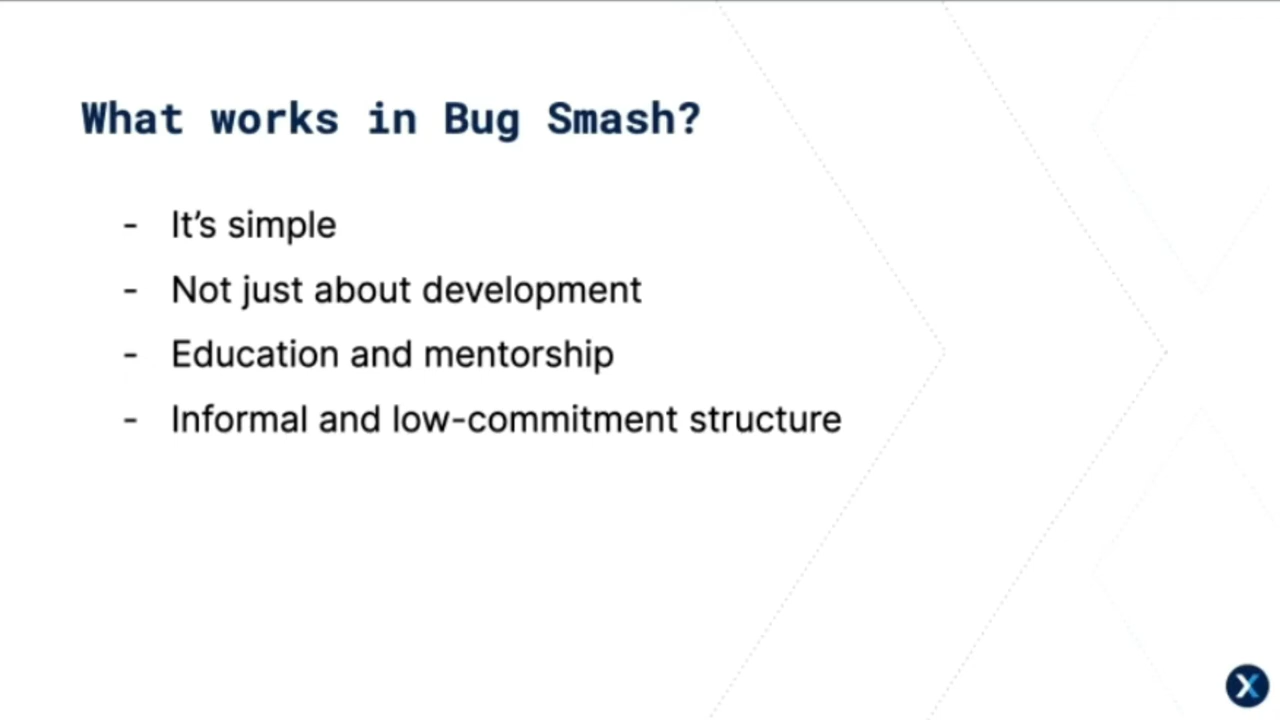 What works in Bug Smash?
- It’s simple
- Not just about development
- Education and mentorship
- Informal and low-commitment structure
X